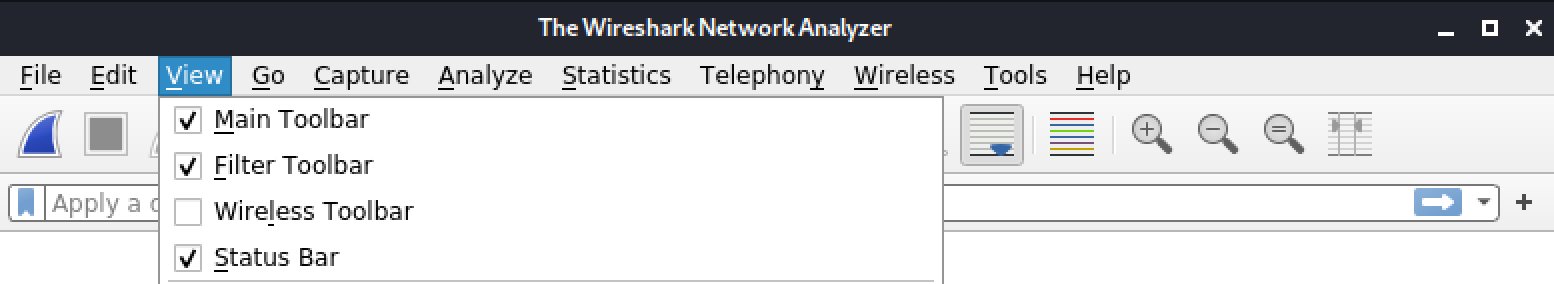 The Wireshark Network Analyzer
File Edit View Go Capture Analyze Statistics Telephony Wireless Tools Help
Main Toolbar
Filter Toolbar
Apply a
Wireless Toolbar
Status Bar